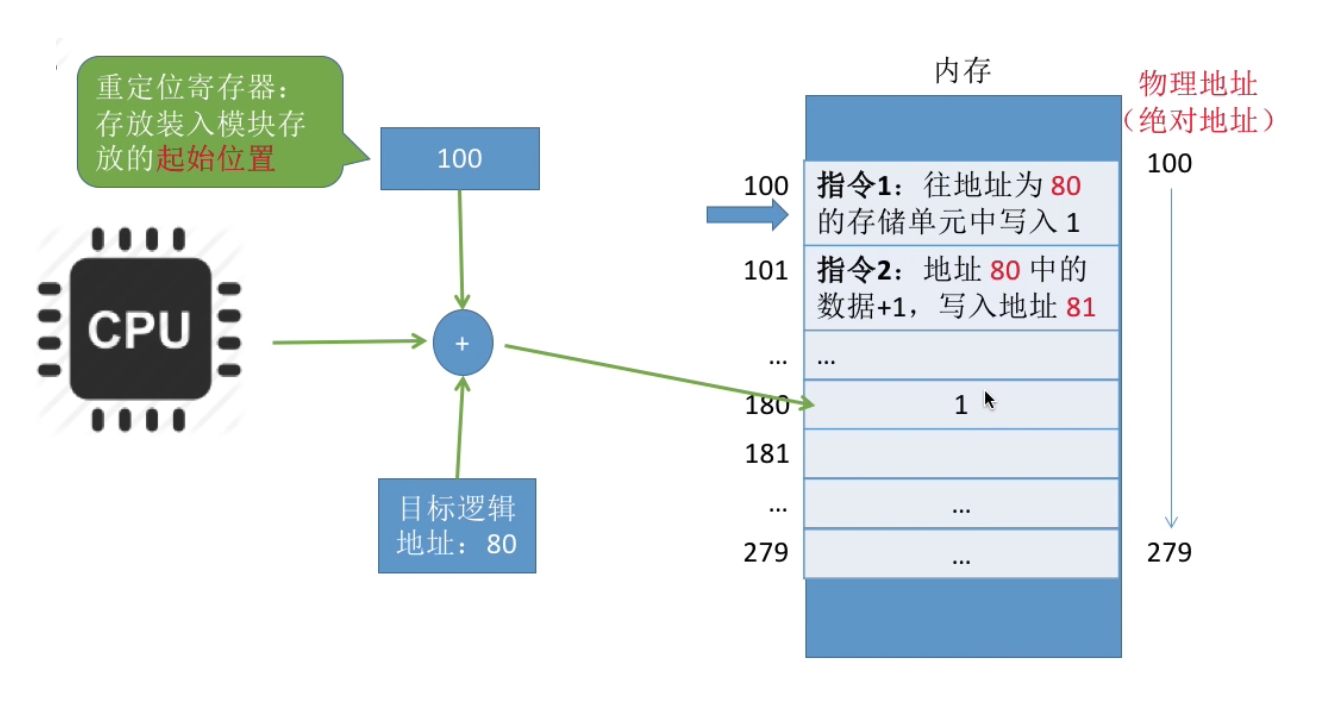 重定位寄存器：
存放装入模块存
放的起始位置
100
CPU
+
目标逻辑
地址：80
内存
物理地址
（绝对地址）
100
指令1：往地址为 80
的存储单元中写入 1
101
指令2：地址 80 中的
数据+1，写入地址 81
...
...
180
1
181
...
...
279
...
100
279